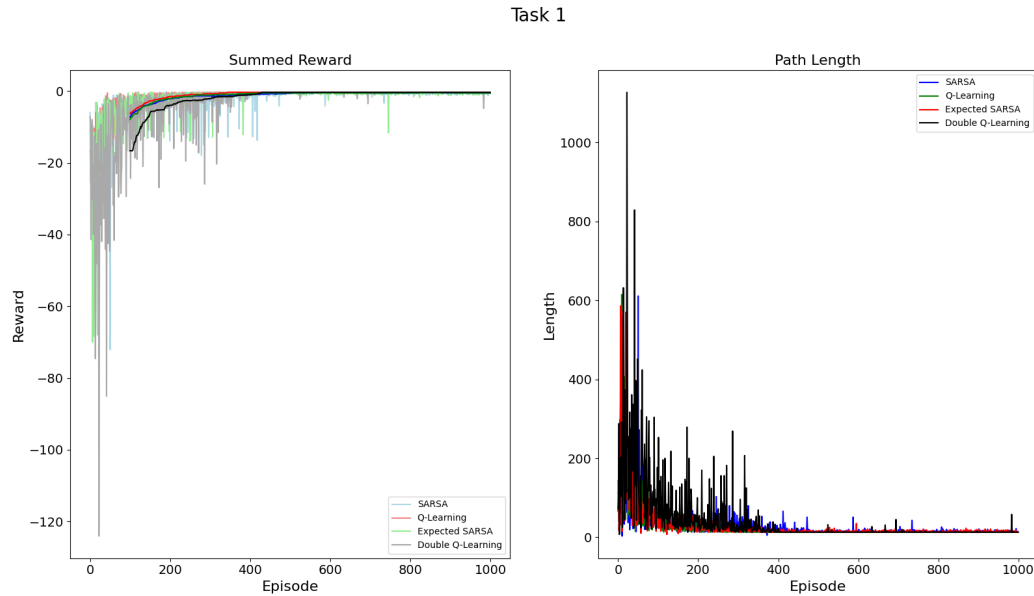 Task 1
Summed Reward
0
−20
−40
−60
−80
−100
−120
Reward
0
200
400
600
800
1000
Episode
SARSA
Q-Learning
Expected SARSA
Double Q-Learning
Path Length
1000
800
600
400
200
0
Length
0
200
400
600
800
1000
Episode
SARSA
Q-Learning
Expected SARSA
Double Q-Learning